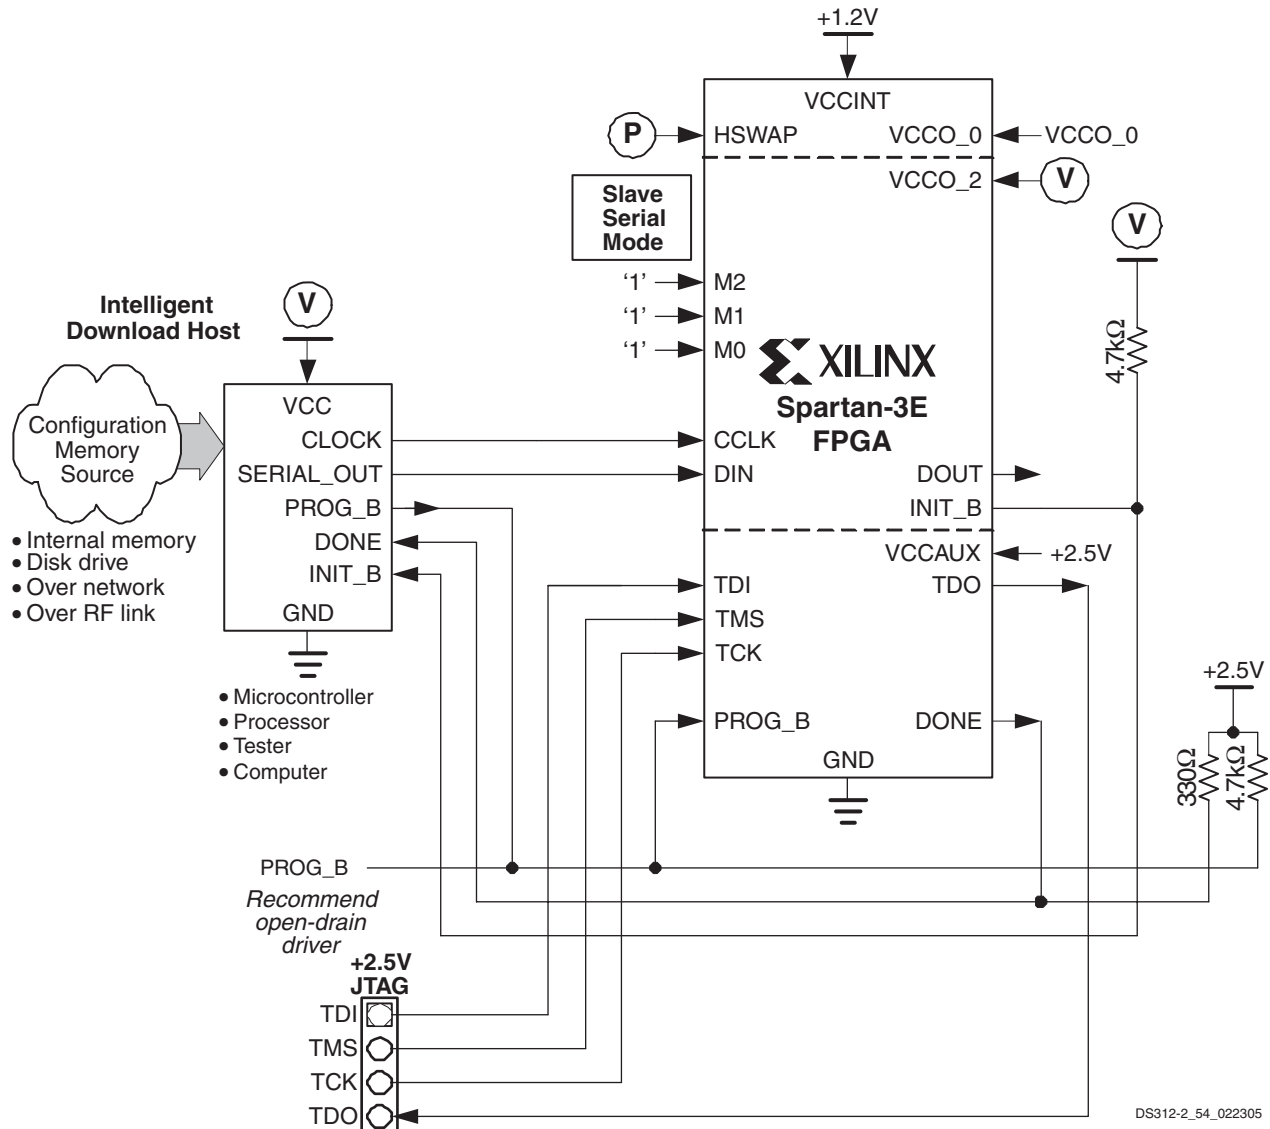 +1.2V
VCCINT
P
HSWAP
VCCO_0
VCCO_0
VCCO_2
V
Slave
Serial
Mode
V
‘1’
M2
‘1’
M1
‘1’
M0
XILINX
Spartan-3E
FPGA
4.7kΩ
Intelligent
Download Host
V
Configuration
Memory
Source
VCC
CLOCK
SERIAL_OUT
PROG_B
DONE
INIT_B
GND
CCLK
DIN
DOUT
INIT_B
• Internal memory
• Disk drive
• Over network
• Over RF link
VCCAUX
+2.5V
TDI
TDO
TMS
TCK
• Microcontroller
• Processor
• Tester
• Computer
PROG_B
DONE
GND
+2.5V
330Ω
4.7kΩ
PROG_B
Recommend
open-drain
driver
+2.5V
JTAG
TDI
TMS
TCK
TDO
DS312-2_54_022305